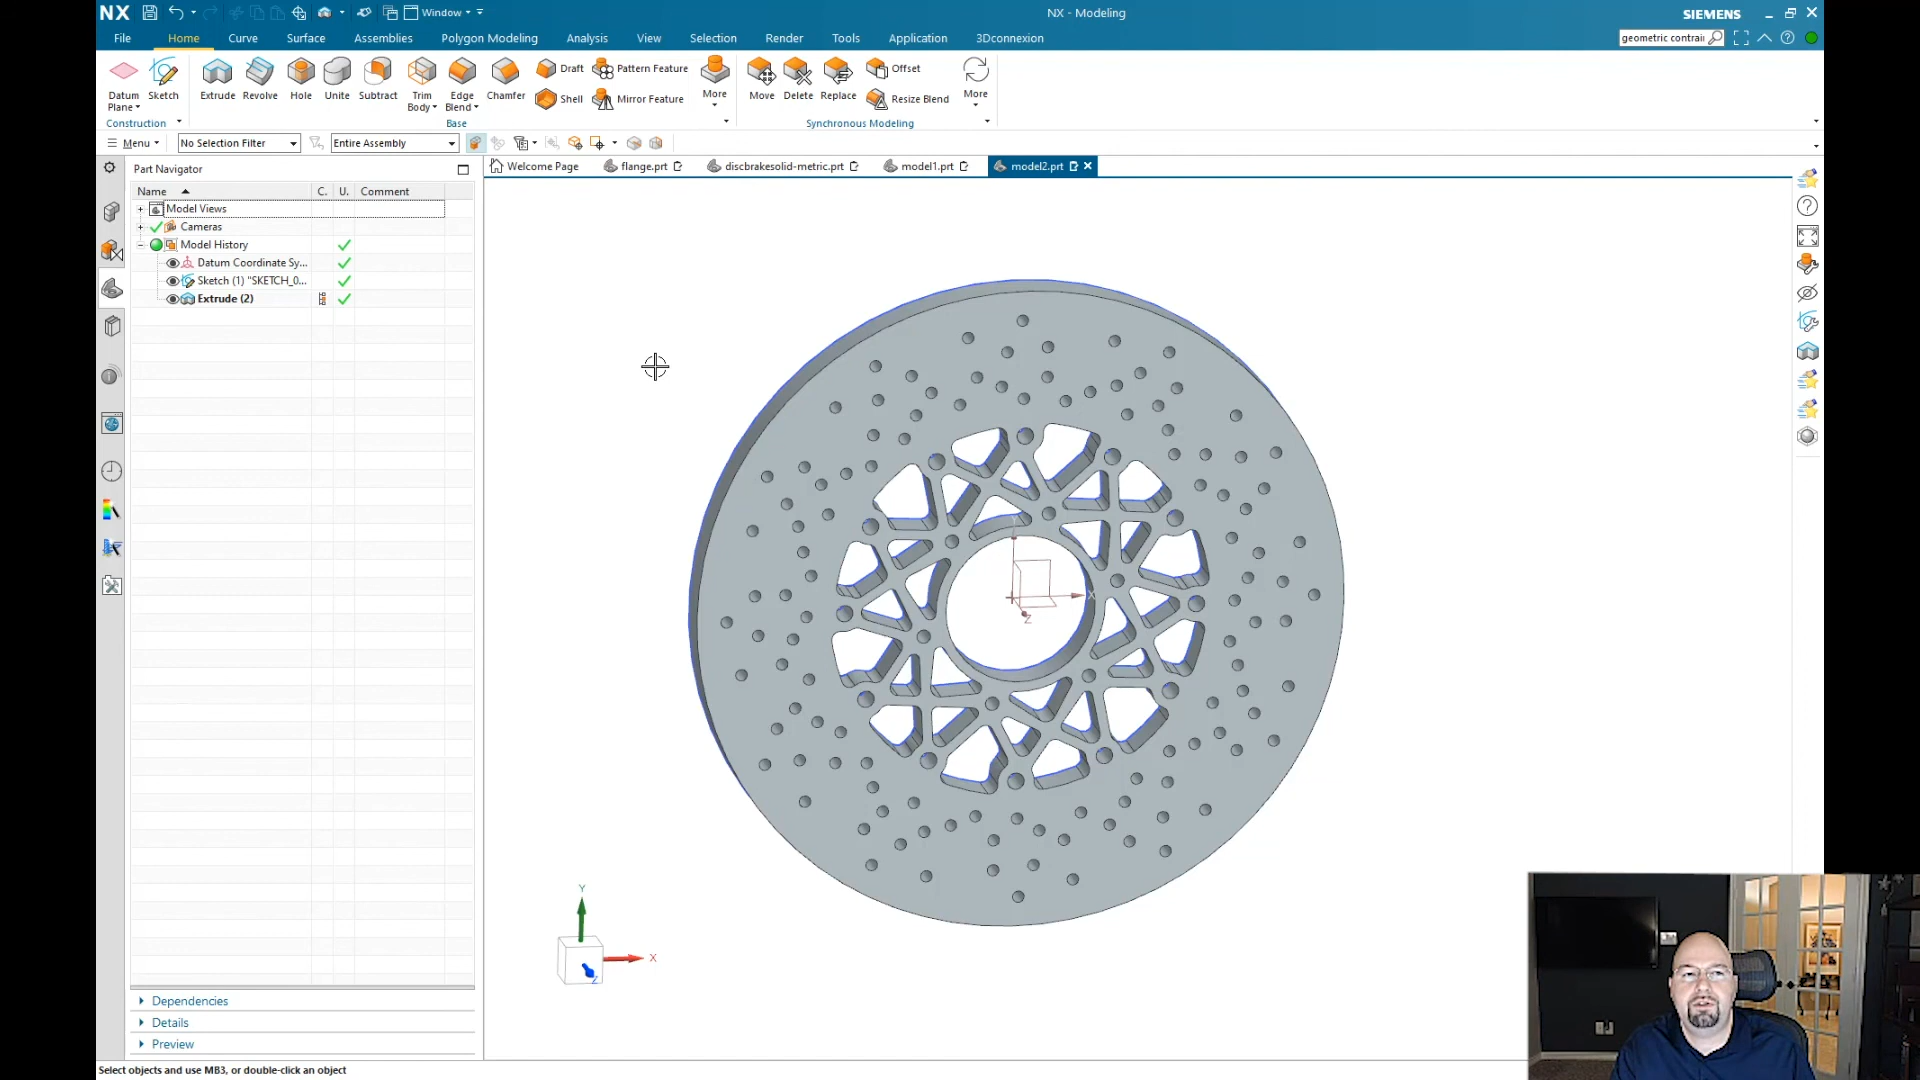 NX
Window
NX - Modeling
SIEMENS
File
Home
Curve
Surface
Assemblies
Polygon Modeling
Analysis
View
Selection
Render
Tools
Application
3Dconnexion
geometric contrai
Datum Plane
Sketch
Extrude
Revolve
Hole
Unite
Subtract
Trim Body
Edge Blend
Chamfer
Draft
Shell
Pattern Feature
Mirror Feature
More
Move
Delete
Replace
Offset
Resize Blend
More
Construction
Base
Synchronous Modeling
Menu
No Selection Filter
Entire Assembly
Part Navigator
Welcome Page
flange.prt
discbrakesolid-metric.prt
model1.prt
model2.prt
Name
C.
U.
Comment
Model Views
Cameras
Model History
Datum Coordinate Sy...
Sketch (1) "SKETCH_0...
Extrude (2)
Y
X
Z
Y
X
Z
Dependencies
Details
Preview
Select objects and use MB3, or double-click an object